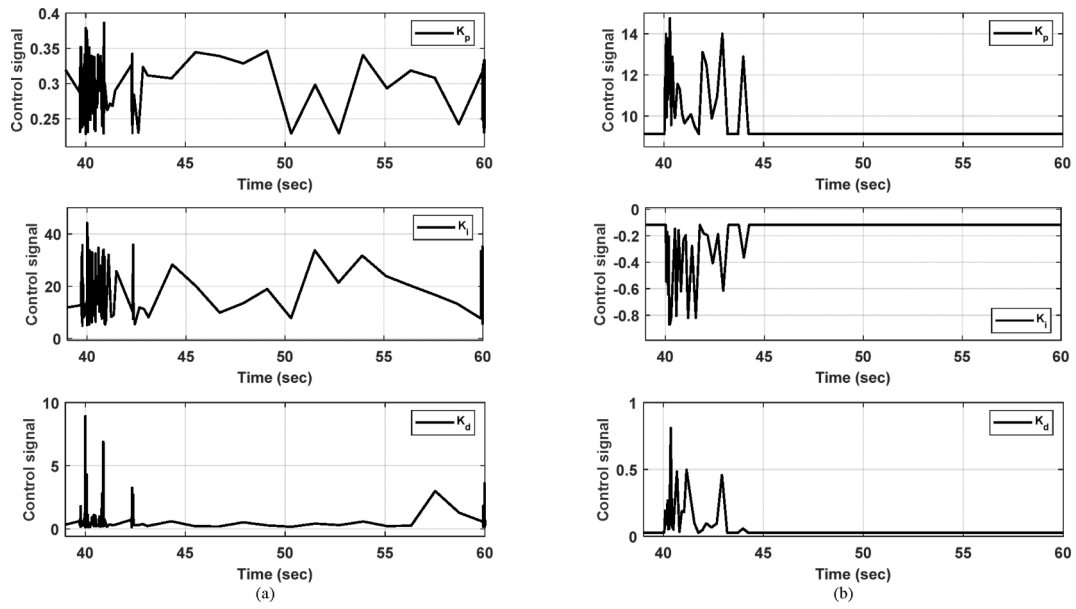 0.4
0.35
0.3
0.25
Control signal
K_p
40 45 50 55 60
Time (sec)
40
20
0
Control signal
K_i
40 45 50 55 60
Time (sec)
10
5
0
Control signal
K_d
40 45 50 55 60
Time (sec)
(a)
14
12
10
Control signal
K_p
40 45 50 55 60
Time (sec)
0
-0.2
-0.4
-0.6
-0.8
Control signal
K_i
40 45 50 55 60
Time (sec)
1
0.5
0
Control signal
K_d
40 45 50 55 60
Time (sec)
(b)